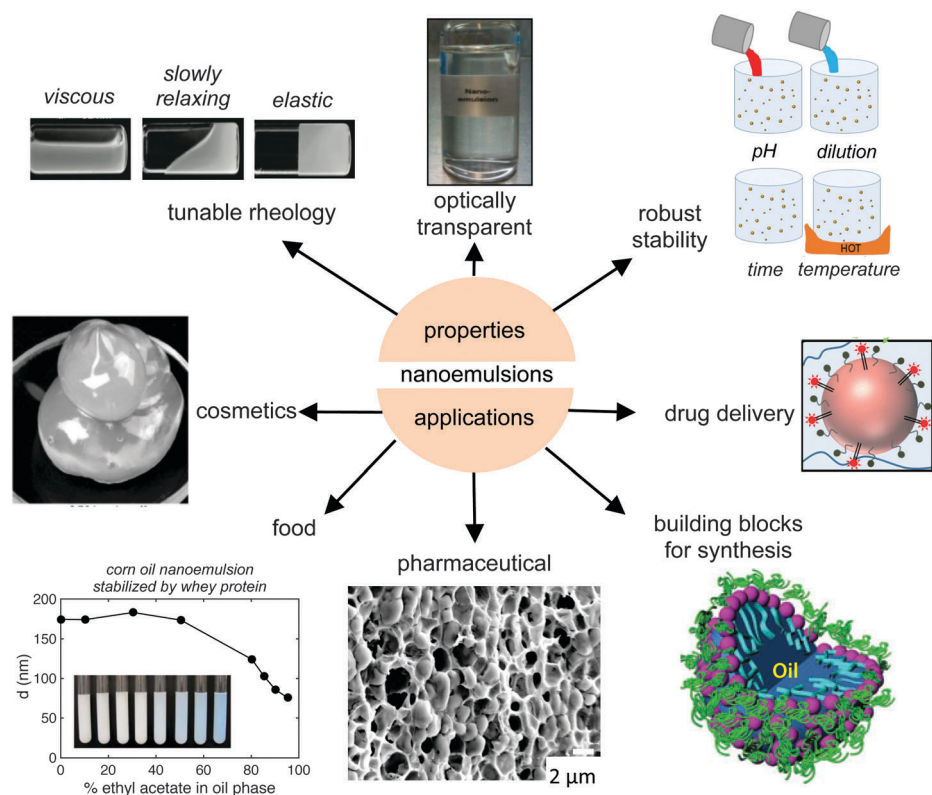 viscous
slowly
relaxing
elastic
tunable rheology
Nano-
emulsion
optically
transparent
robust
stability
pH
dilution
time
HOT
temperature
properties
nanoemulsions
applications
cosmetics
drug delivery
food
pharmaceutical
building blocks
for synthesis
corn oil nanoemulsion
stabilized by whey protein
200
150
100
50
0
d (nm)
0 20 40 60 80 100
% ethyl acetate in oil phase
2 μm
Oil